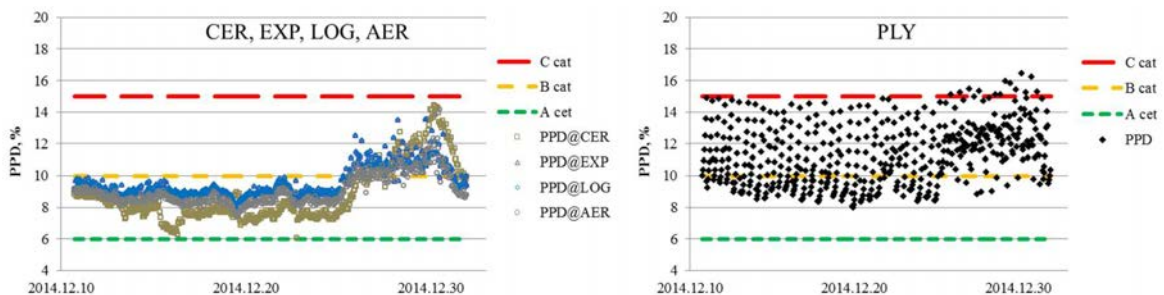 CER, EXP, LOG, AER
PPD, %
20
18
16
14
12
10
8
6
4
2014.12.10
2014.12.20
2014.12.30
C cat
B cat
A cet
PPD@CER
PPD@EXP
PPD@LOG
PPD@AER
PLY
PPD, %
20
18
16
14
12
10
8
6
4
2014.12.10
2014.12.20
2014.12.30
C cat
B cat
A cet
PPD